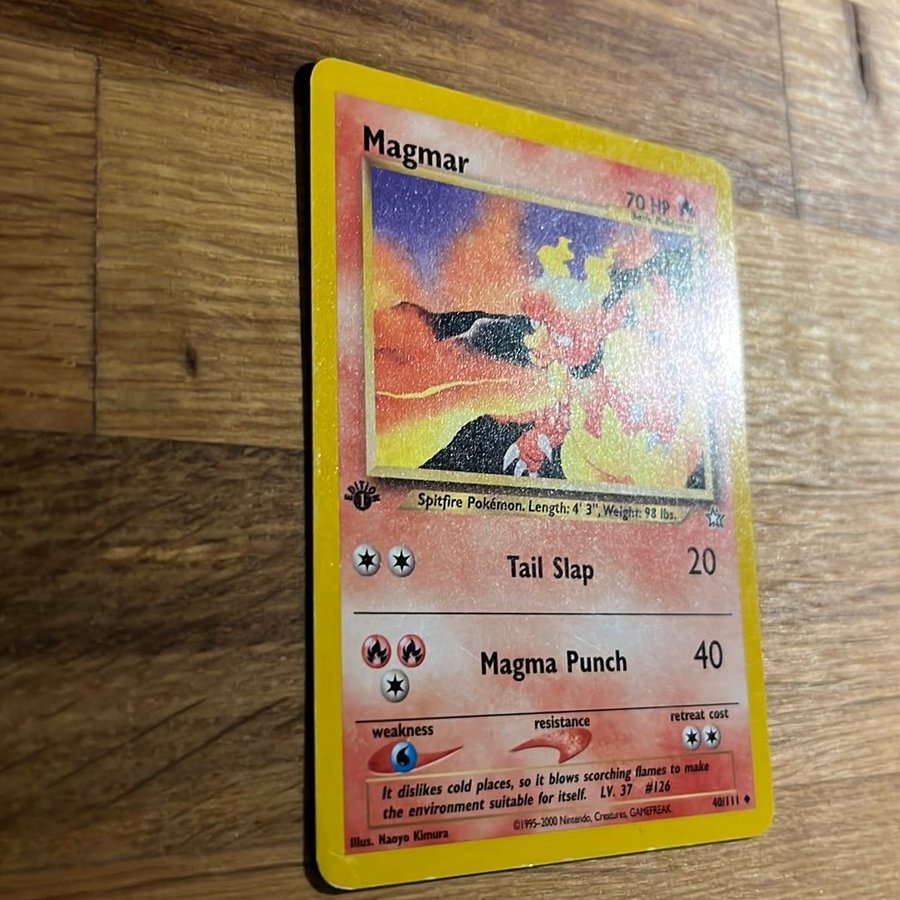 Magmar
70 HP
Basic Pokémon
EDITION
1
Spitfire Pokémon. Length: 4' 3", Weight: 98 lbs.
Tail Slap 20
Magma Punch 40
weakness resistance retreat cost
It dislikes cold places, so it blows scorching flames to make
the environment suitable for itself. LV. 37 #126
Illus. Naoyo Kimura ©1995-2000 Nintendo, Creatures, GAMEFREAK 40/111